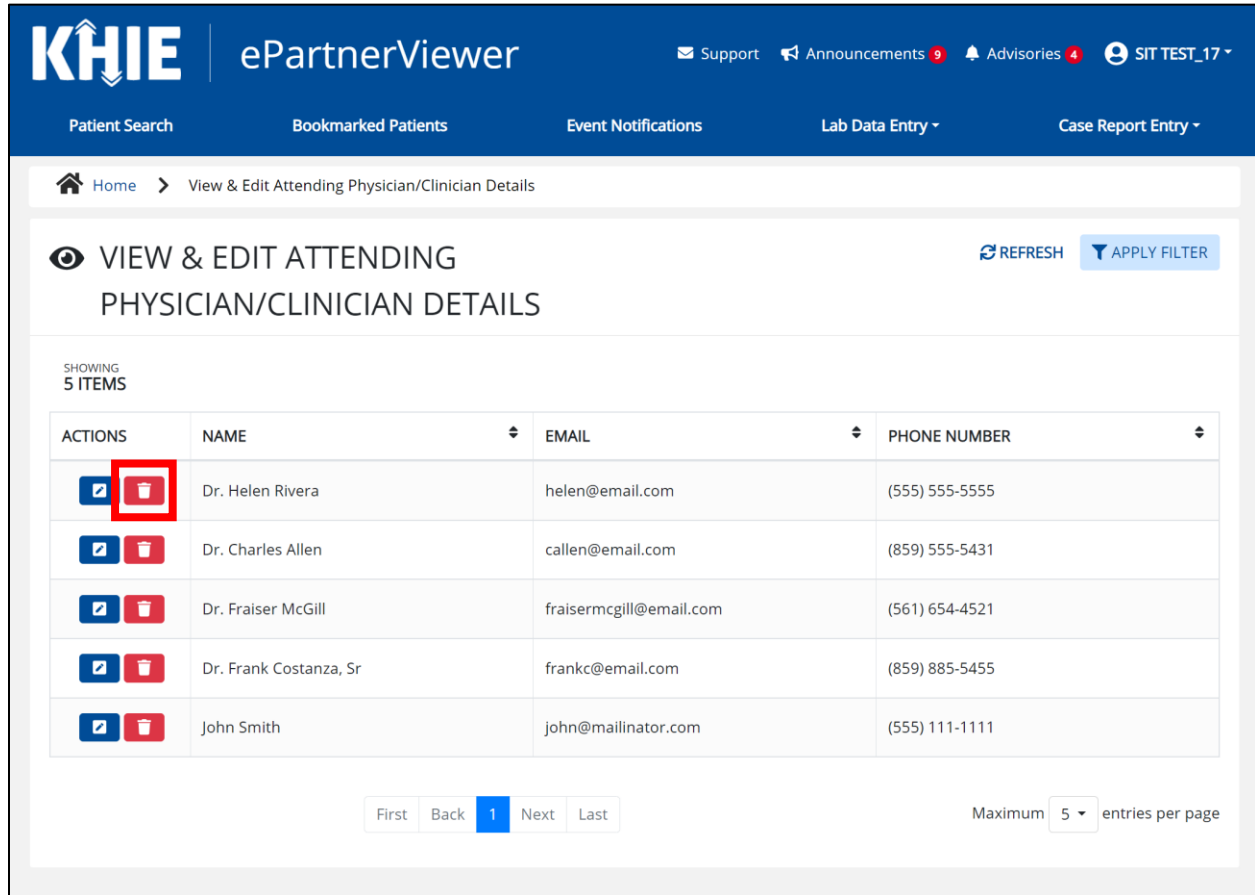 KHIE ePartnerViewer Support Announcements 9 Advisories 4 SIT TEST_17
Patient Search Bookmarked Patients Event Notifications Lab Data Entry Case Report Entry
Home > View & Edit Attending Physician/Clinician Details
VIEW & EDIT ATTENDING
PHYSICIAN/CLINICIAN DETAILS
REFRESH APPLY FILTER
SHOWING
5 ITEMS
ACTIONS NAME EMAIL PHONE NUMBER
Dr. Helen Rivera helen@email.com (555) 555-5555
Dr. Charles Allen callen@email.com (859) 555-5431
Dr. Fraiser McGill fraisermcgill@email.com (561) 654-4521
Dr. Frank Costanza, Sr frankc@email.com (859) 885-5455
John Smith john@mailinator.com (555) 111-1111
First Back 1 Next Last Maximum 5 entries per page